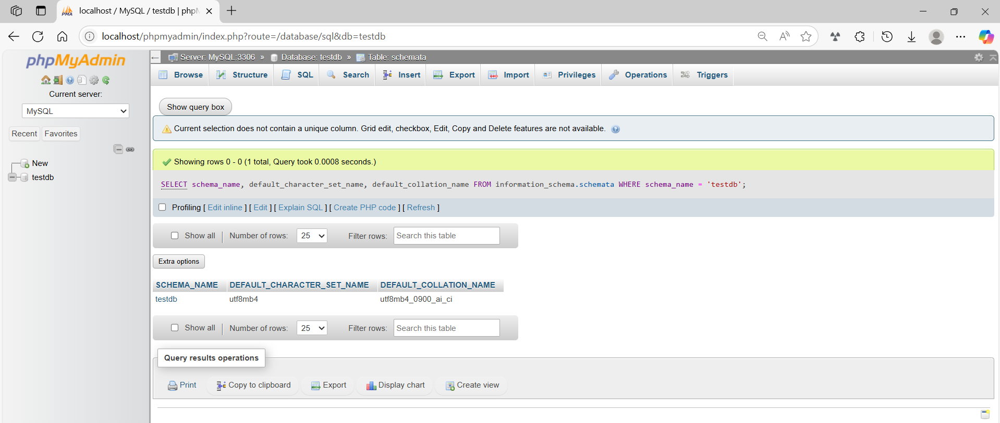 localhost / MySQL / testdb | php
localhost/phpmyadmin/index.php?route=/database/sql&db=testdb
phpMyAdmin
Current server:
MySQL
Recent Favorites
New
testdb
Server: MySQL:3306 » Database: testdb » Table: schemata
Browse Structure SQL Search Insert Export Import Privileges Operations Triggers
Show query box
Current selection does not contain a unique column. Grid edit, checkbox, Edit, Copy and Delete features are not available.
Showing rows 0 - 0 (1 total, Query took 0.0008 seconds.)
SELECT schema_name, default_character_set_name, default_collation_name FROM information_schema.schemata WHERE schema_name = 'testdb';
Profiling [ Edit inline ] [ Edit ] [ Explain SQL ] [ Create PHP code ] [ Refresh ]
Show all Number of rows: 25 Filter rows: Search this table
Extra options
SCHEMA_NAME DEFAULT_CHARACTER_SET_NAME DEFAULT_COLLATION_NAME
testdb utf8mb4 utf8mb4_0900_ai_ci
Show all Number of rows: 25 Filter rows: Search this table
Query results operations
Print Copy to clipboard Export Display chart Create view